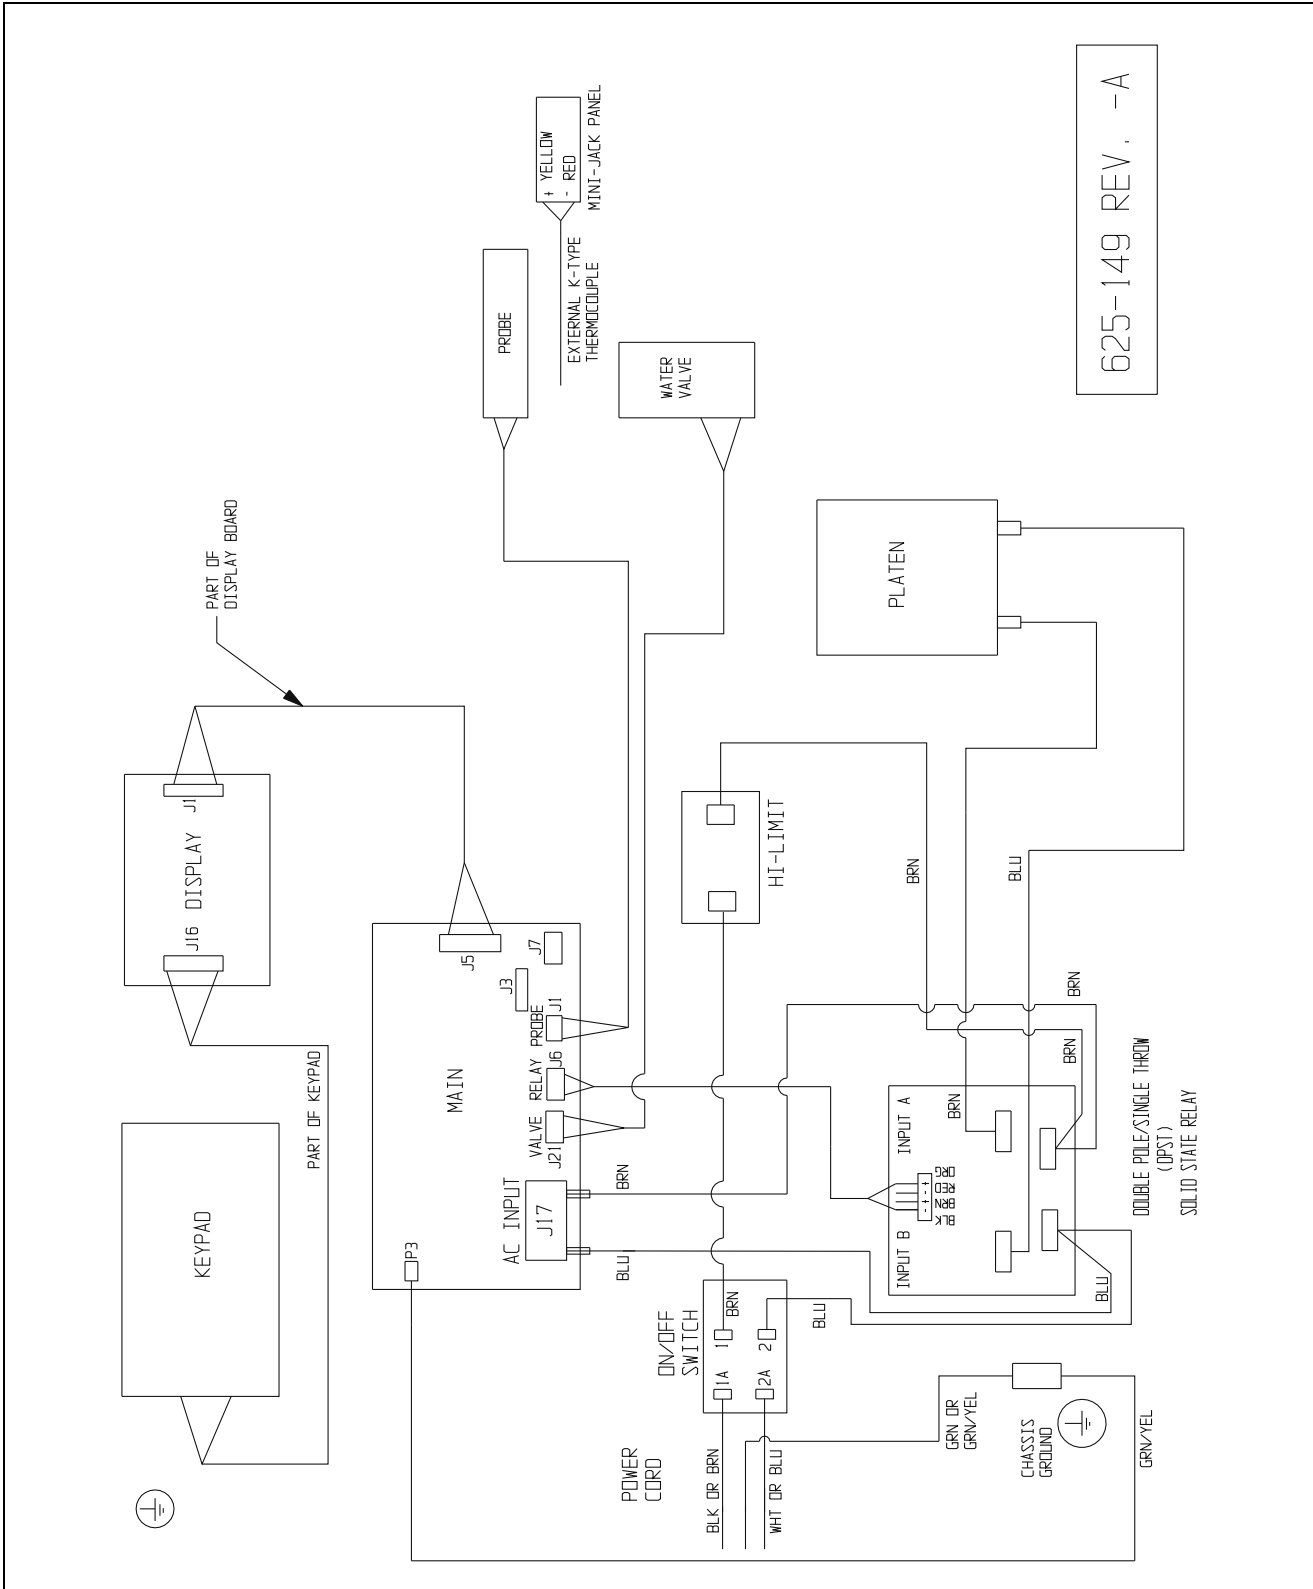 625-149 REV. -A
+ YELLOW
- RED
MINI-JACK PANEL
EXTERNAL K-TYPE
THERMOCOUPLE
PROBE
WATER
VALVE
PART OF
DISPLAY BOARD
PLATEN
J1
DISPLAY
J16
HI-LIMIT
BRN
BLU
J5
J7
J3
MAIN
PROBE
J1
RELAY
J6
VALVE
J21
AC INPUT
J17
BRN
BLU
P3
PART OF KEYPAD
KEYPAD
BRN
BRN
BRN
INPUT A
ORG
RED
BRN
BLK
+ - + -
INPUT B
BLU
DOUBLE POLE/SINGLE THROW
(DPST)
SOLID STATE RELAY
ON/OFF
SWITCH
BRN
BLU
1
2
1A
2A
POWER
CORD
BLK OR BRN
WHT OR BLU
GRN OR
GRN/YEL
CHASSIS
GROUND
GRN/YEL